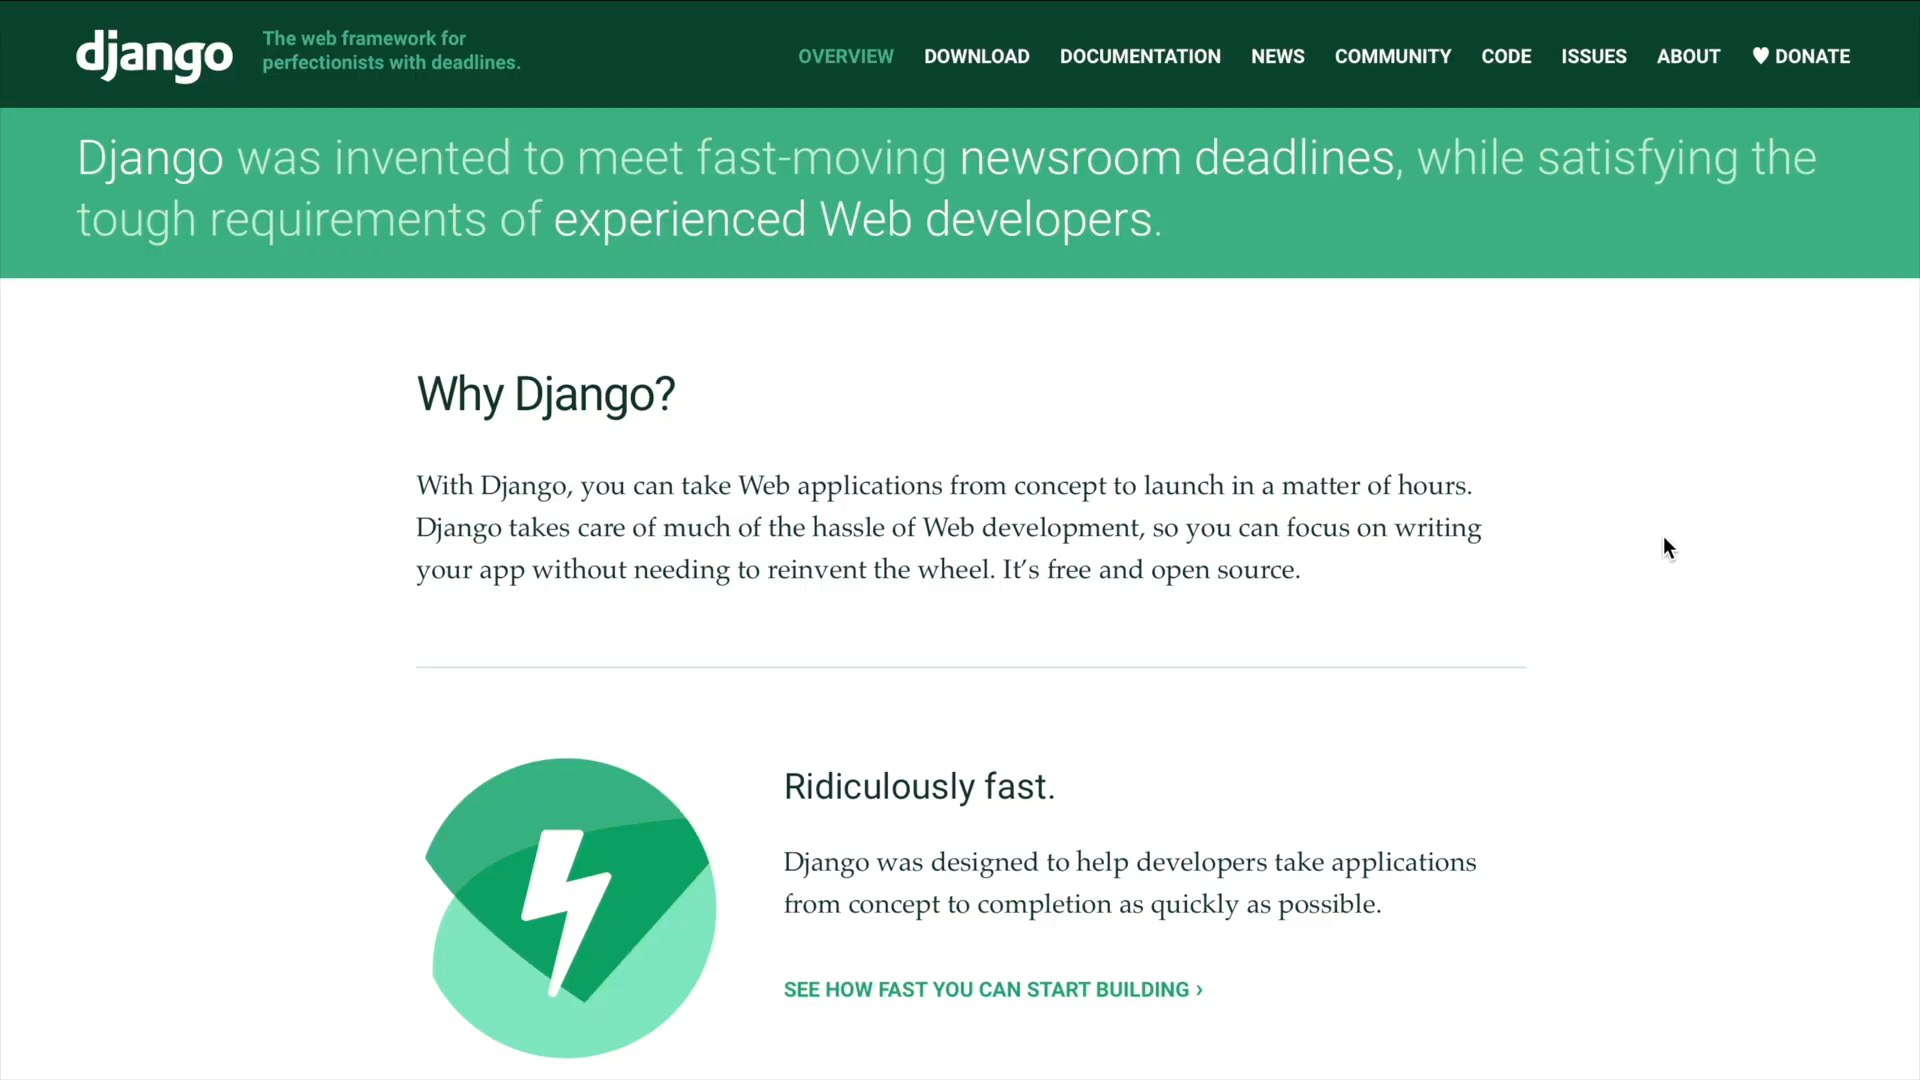 django
The web framework for
perfectionists with deadlines.
OVERVIEW DOWNLOAD DOCUMENTATION NEWS COMMUNITY CODE ISSUES ABOUT ♥ DONATE
Django was invented to meet fast-moving newsroom deadlines, while satisfying the
tough requirements of experienced Web developers.
Why Django?
With Django, you can take Web applications from concept to launch in a matter of hours.
Django takes care of much of the hassle of Web development, so you can focus on writing
your app without needing to reinvent the wheel. It’s free and open source.
Ridiculously fast.
Django was designed to help developers take applications
from concept to completion as quickly as possible.
SEE HOW FAST YOU CAN START BUILDING ›